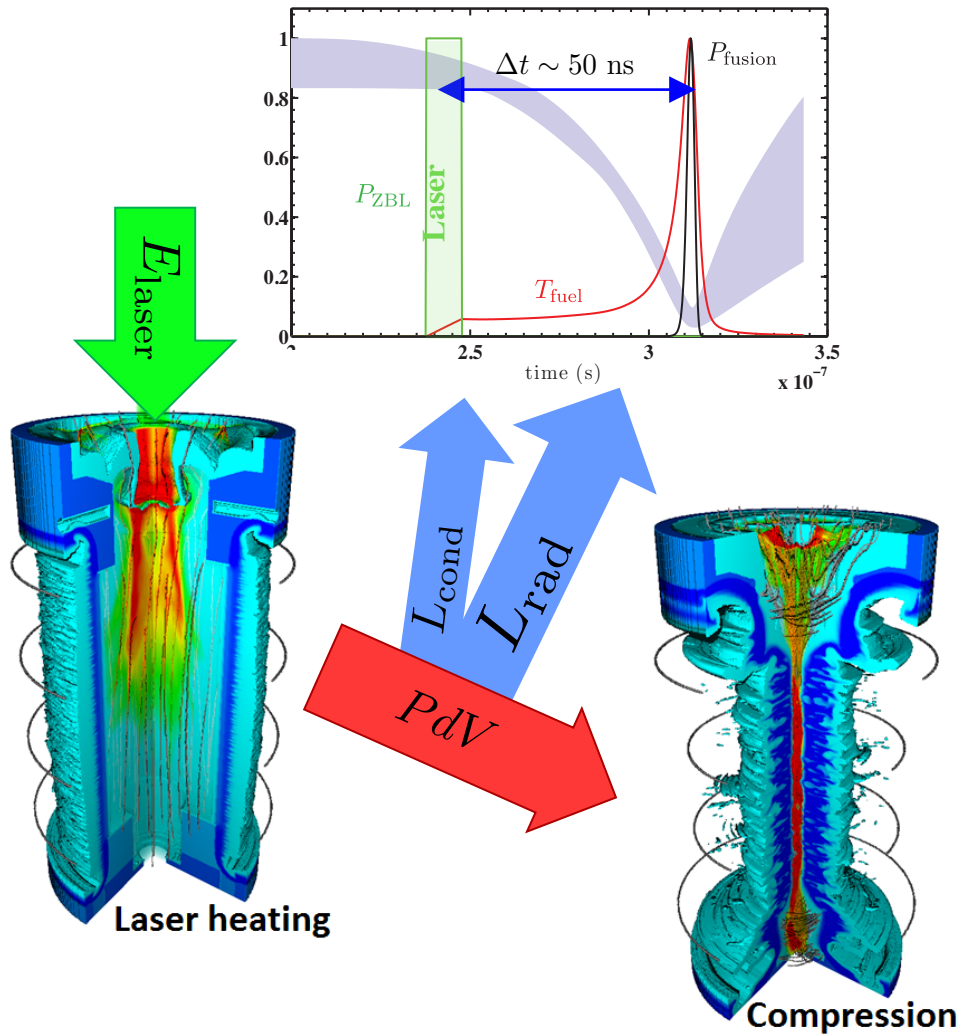 1
0.8
0.6
0.4
0.2
0
2
2.5
3
3.5
time (s)
x 10⁻⁷
Δt ∼ 50 ns
P_fusion
P_ZBL
Laser
T_fuel
E_laser
L_cond
L_rad
PdV
Laser heating
Compression